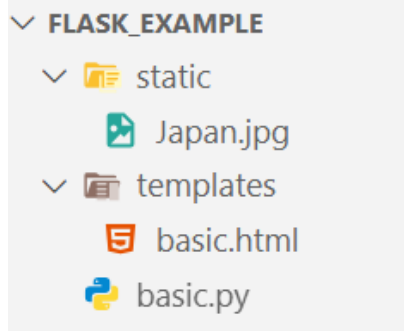 FLASK_EXAMPLE
static
Japan.jpg
templates
basic.html
basic.py